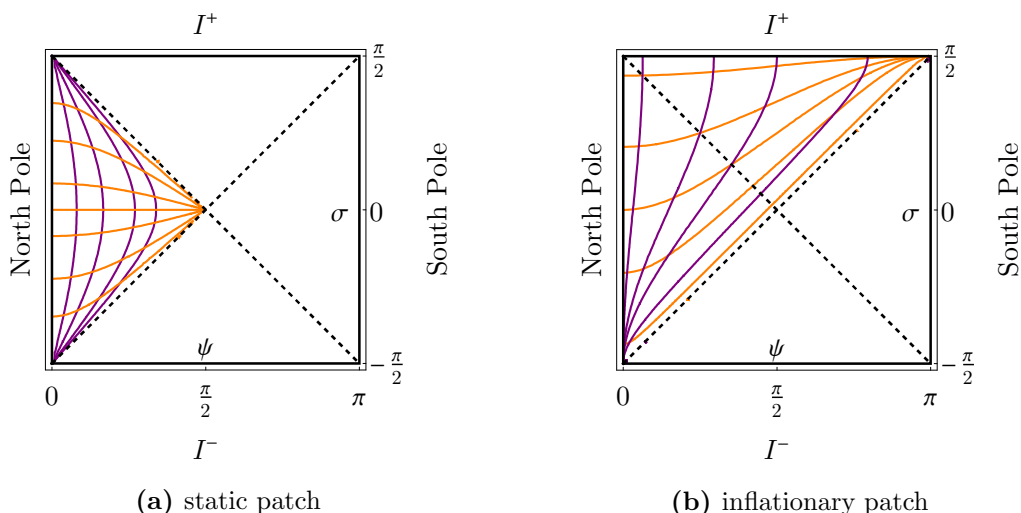 I⁺
I⁺
North Pole
σ
South Pole
π/2
0
−π/2
ψ
0
π/2
π
I⁻
North Pole
σ
South Pole
π/2
0
−π/2
ψ
0
π/2
π
I⁻
(a) static patch
(b) inflationary patch